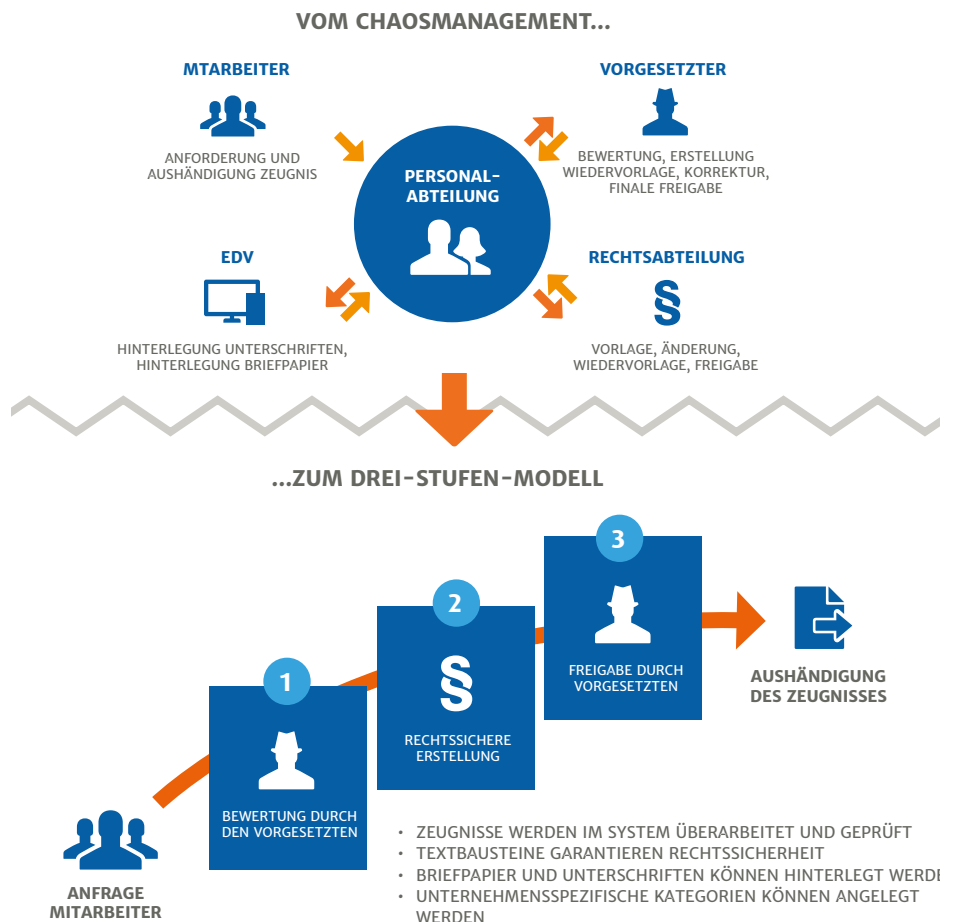 VOM CHAOSMANAGEMENT...
MTARBEITER
ANFORDERUNG UND
AUSHÄNDIGUNG ZEUGNIS
VORGESETZTER
BEWERTUNG, ERSTELLUNG
WIEDERVORLAGE, KORREKTUR,
FINALE FREIGABE
PERSONAL-
ABTEILUNG
EDV
HINTERLEGUNG UNTERSCHRIFTEN,
HINTERLEGUNG BRIEFPAPIER
RECHTSABTEILUNG
§
VORLAGE, ÄNDERUNG,
WIEDERVORLAGE, FREIGABE
...ZUM DREI-STUFEN-MODELL
ANFRAGE
MITARBEITER
1
BEWERTUNG DURCH
DEN VORGESETZTEN
2
§
RECHTSSICHERE
ERSTELLUNG
3
FREIGABE DURCH
VORGESETZTEN
AUSHÄNDIGUNG
DES ZEUGNISSES
• ZEUGNISSE WERDEN IM SYSTEM ÜBERARBEITET UND GEPRÜFT
• TEXTBAUSTEINE GARANTIEREN RECHTSSICHERHEIT
• BRIEFPAPIER UND UNTERSCHRIFTEN KÖNNEN HINTERLEGT WERDE
• UNTERNEHMENSSPEZIFISCHE KATEGORIEN KÖNNEN ANGELEGT
WERDEN